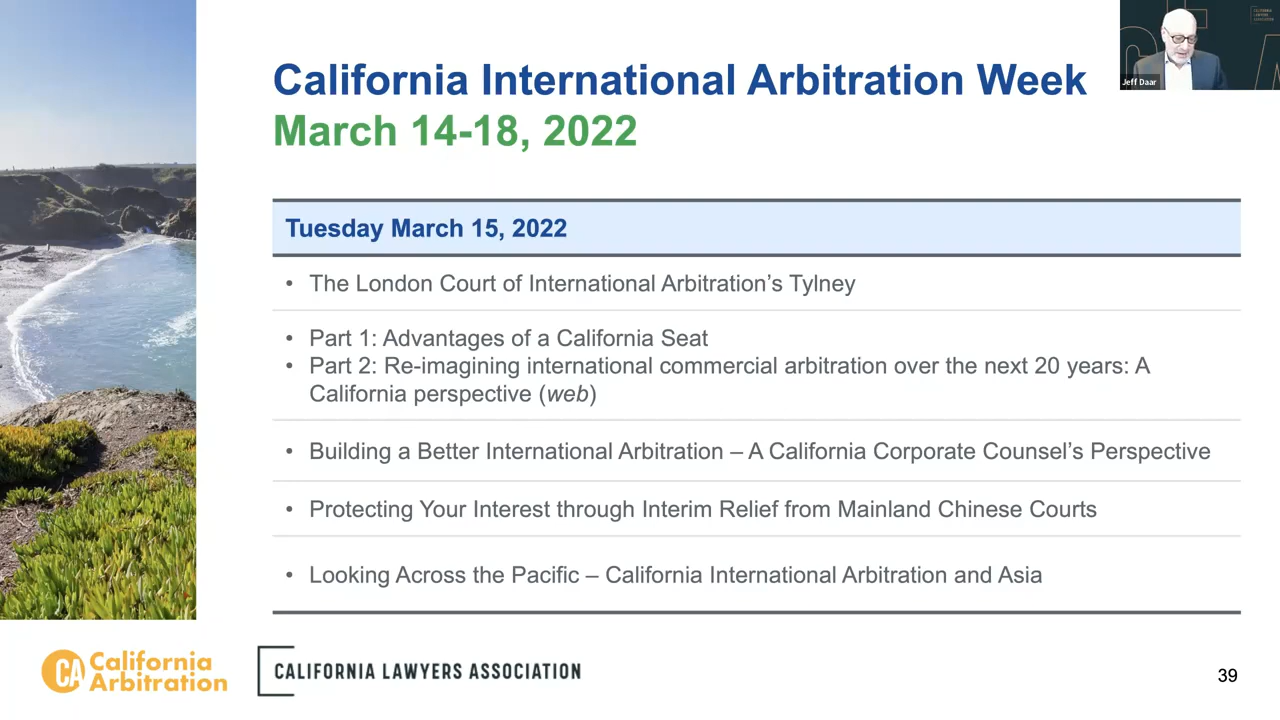 California International Arbitration Week
March 14-18, 2022
CALIFORNIA
LAWYERS
ASSOCIATION
Jeff Daar
Tuesday March 15, 2022
• The London Court of International Arbitration’s Tylney
• Part 1: Advantages of a California Seat
• Part 2: Re-imagining international commercial arbitration over the next 20 years: A
California perspective (web)
• Building a Better International Arbitration – A California Corporate Counsel’s Perspective
• Protecting Your Interest through Interim Relief from Mainland Chinese Courts
• Looking Across the Pacific – California International Arbitration and Asia
CA California
Arbitration
CALIFORNIA LAWYERS ASSOCIATION
39